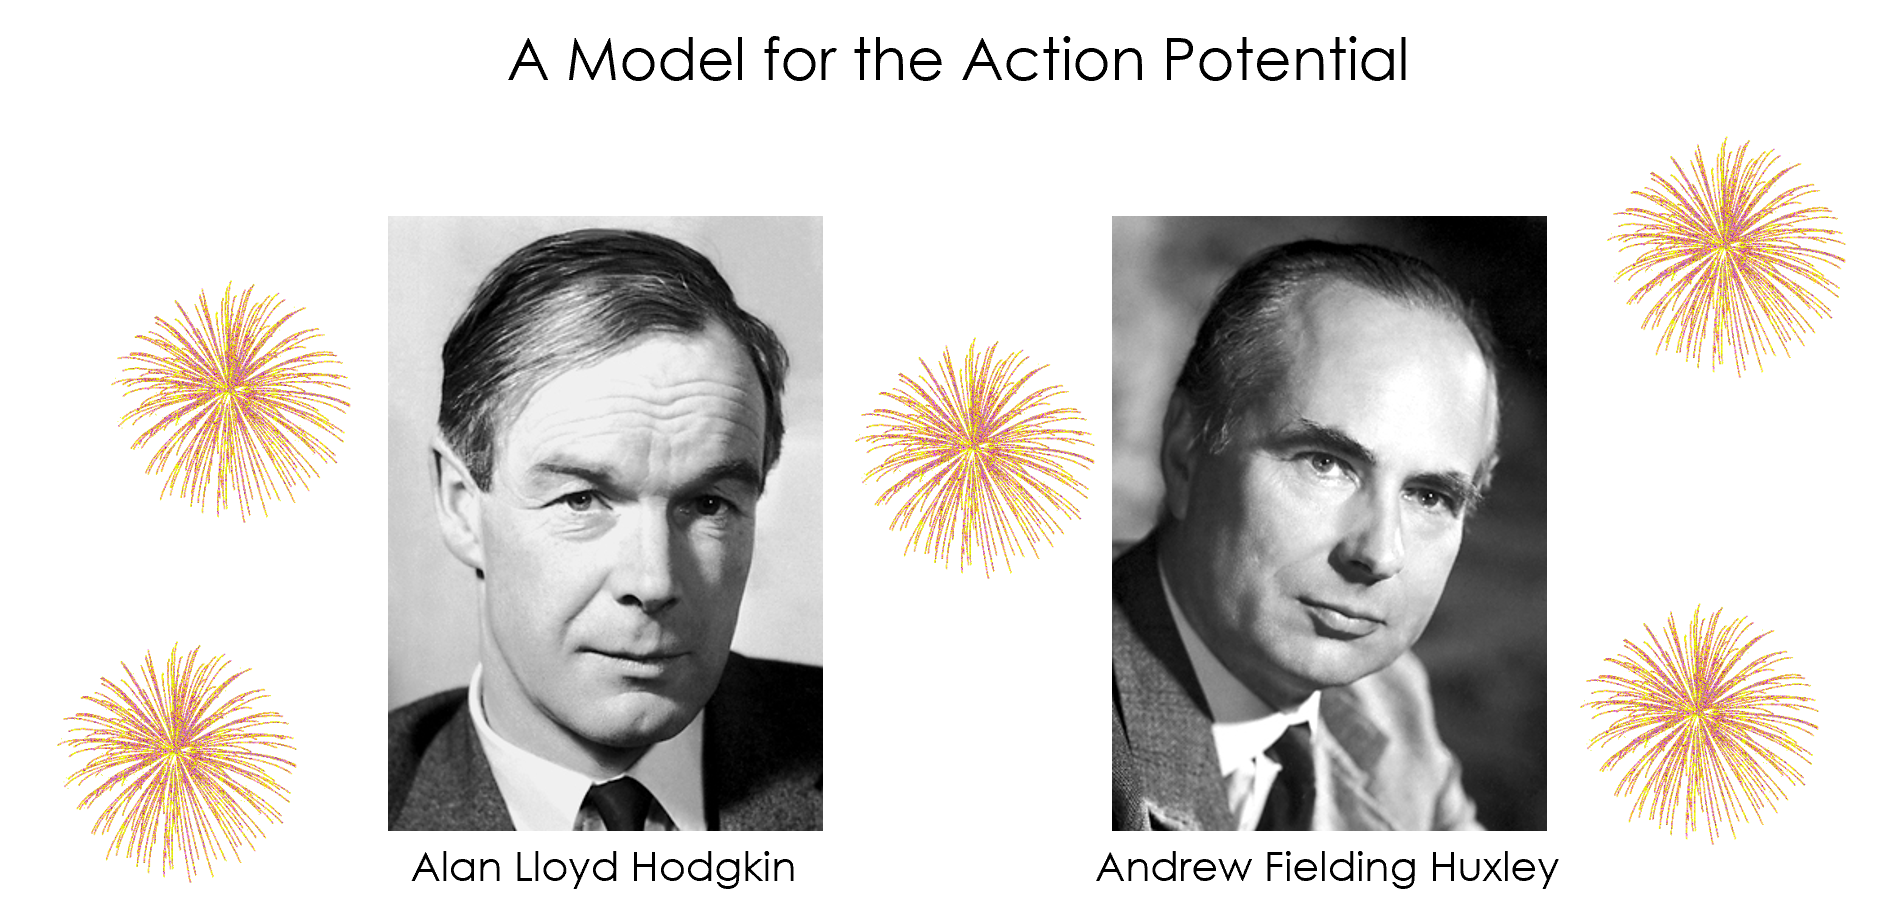 A Model for the Action Potential
Alan Lloyd Hodgkin
Andrew Fielding Huxley